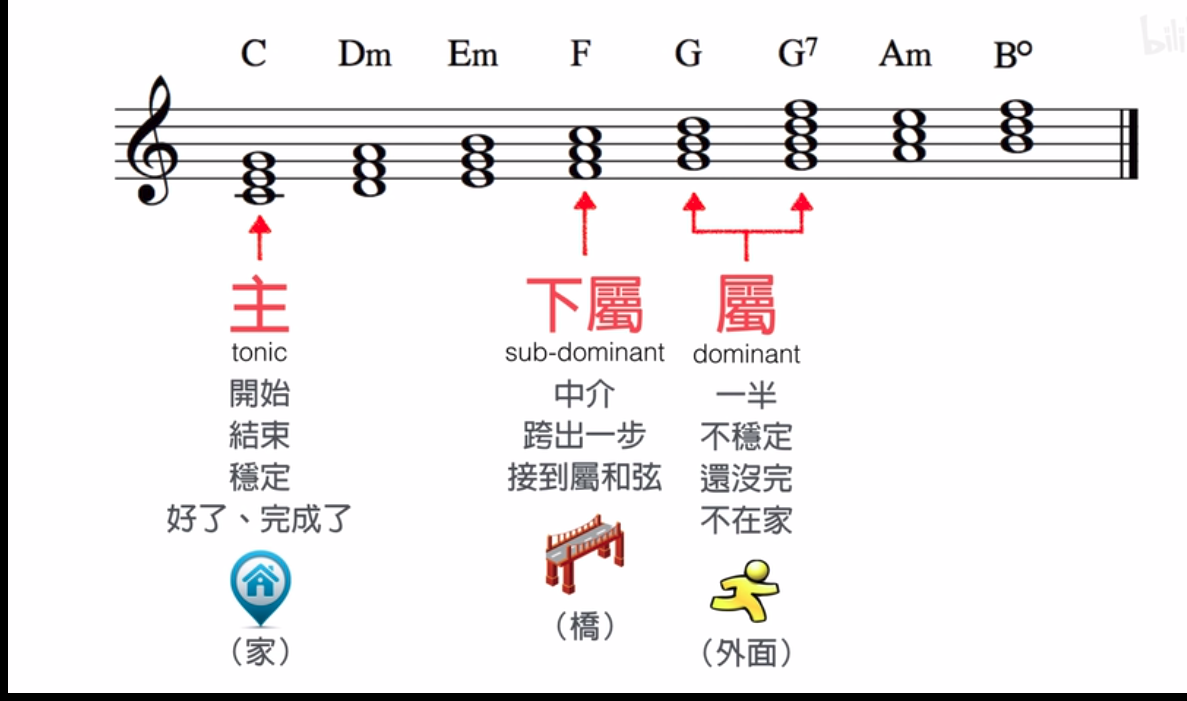 bili
C Dm Em F G G⁷ Am B°
主 下屬 屬
tonic sub-dominant dominant
開始 中介 一半
結束 跨出一步 不穩定
穩定 接到屬和弦 還沒完
好了、完成了 不在家
（橋）
（家） （外面）